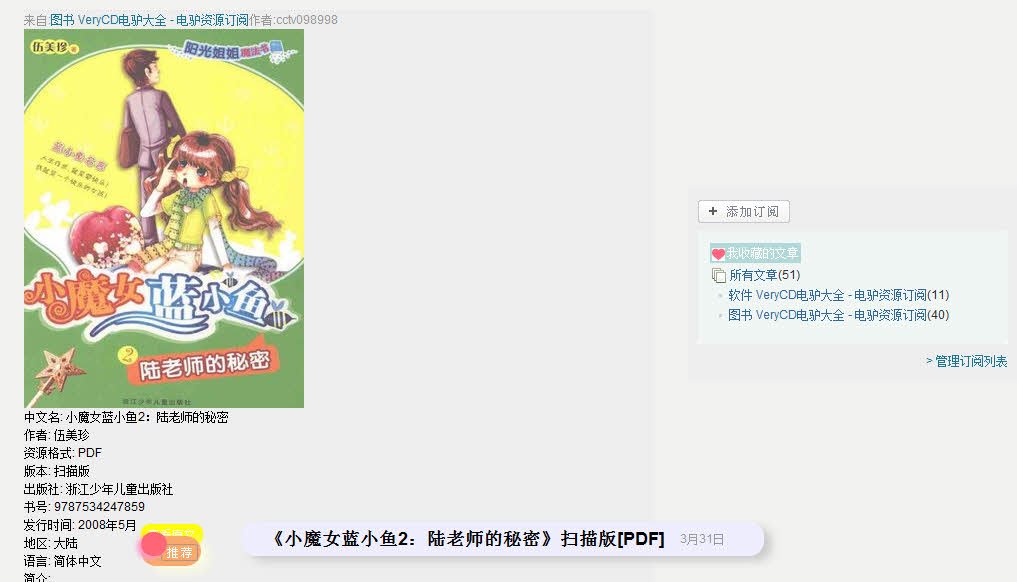 来自:图书 VeryCD电驴大全 - 电驴资源订阅作者:cctv098998
伍美珍
阳光姐姐魔法书
小魔女蓝小鱼
2
陆老师的秘密
浙江少年儿童出版社
中文名: 小魔女蓝小鱼2：陆老师的秘密
作者: 伍美珍
资源格式: PDF
版本: 扫描版
出版社: 浙江少年儿童出版社
书号: 9787534247859
发行时间: 2008年5月
地区: 大陆
语言: 简体中文
简介:
推荐
《小魔女蓝小鱼2：陆老师的秘密》扫描版[PDF] 3月31日
+ 添加订阅
我收藏的文章
所有文章(51)
软件 VeryCD电驴大全 - 电驴资源订阅(11)
图书 VeryCD电驴大全 - 电驴资源订阅(40)
> 管理订阅列表